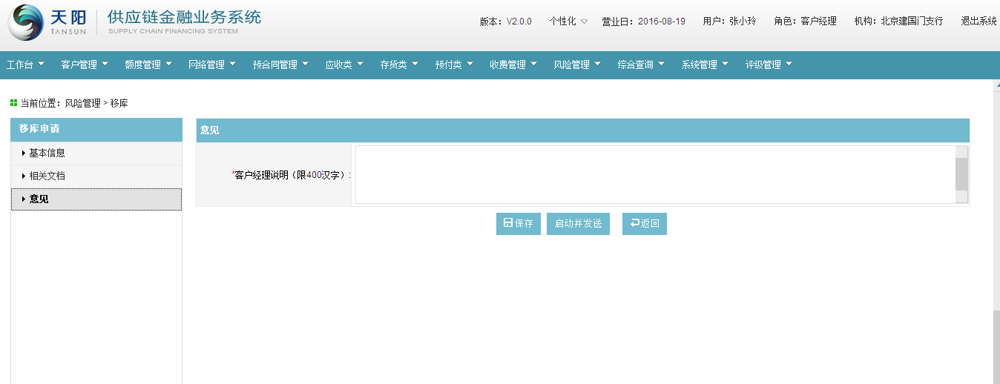 天阳 TANSUN
供应链金融业务系统
SUPPLY CHAIN FINANCING SYSTEM
版本：V2.0.0 个性化 营业日：2016-08-19 用户：张小玲 角色：客户经理 机构：北京建国门支行 退出系统
工作台 客户管理 额度管理 网络管理 预合同管理 应收类 存货类 预付类 收费管理 风险管理 综合查询 系统管理 评级管理
当前位置：风险管理 > 移库
移库申请
基本信息
相关文档
意见
意见
*客户经理说明（限400汉字）:
保存 启动并发送 返回